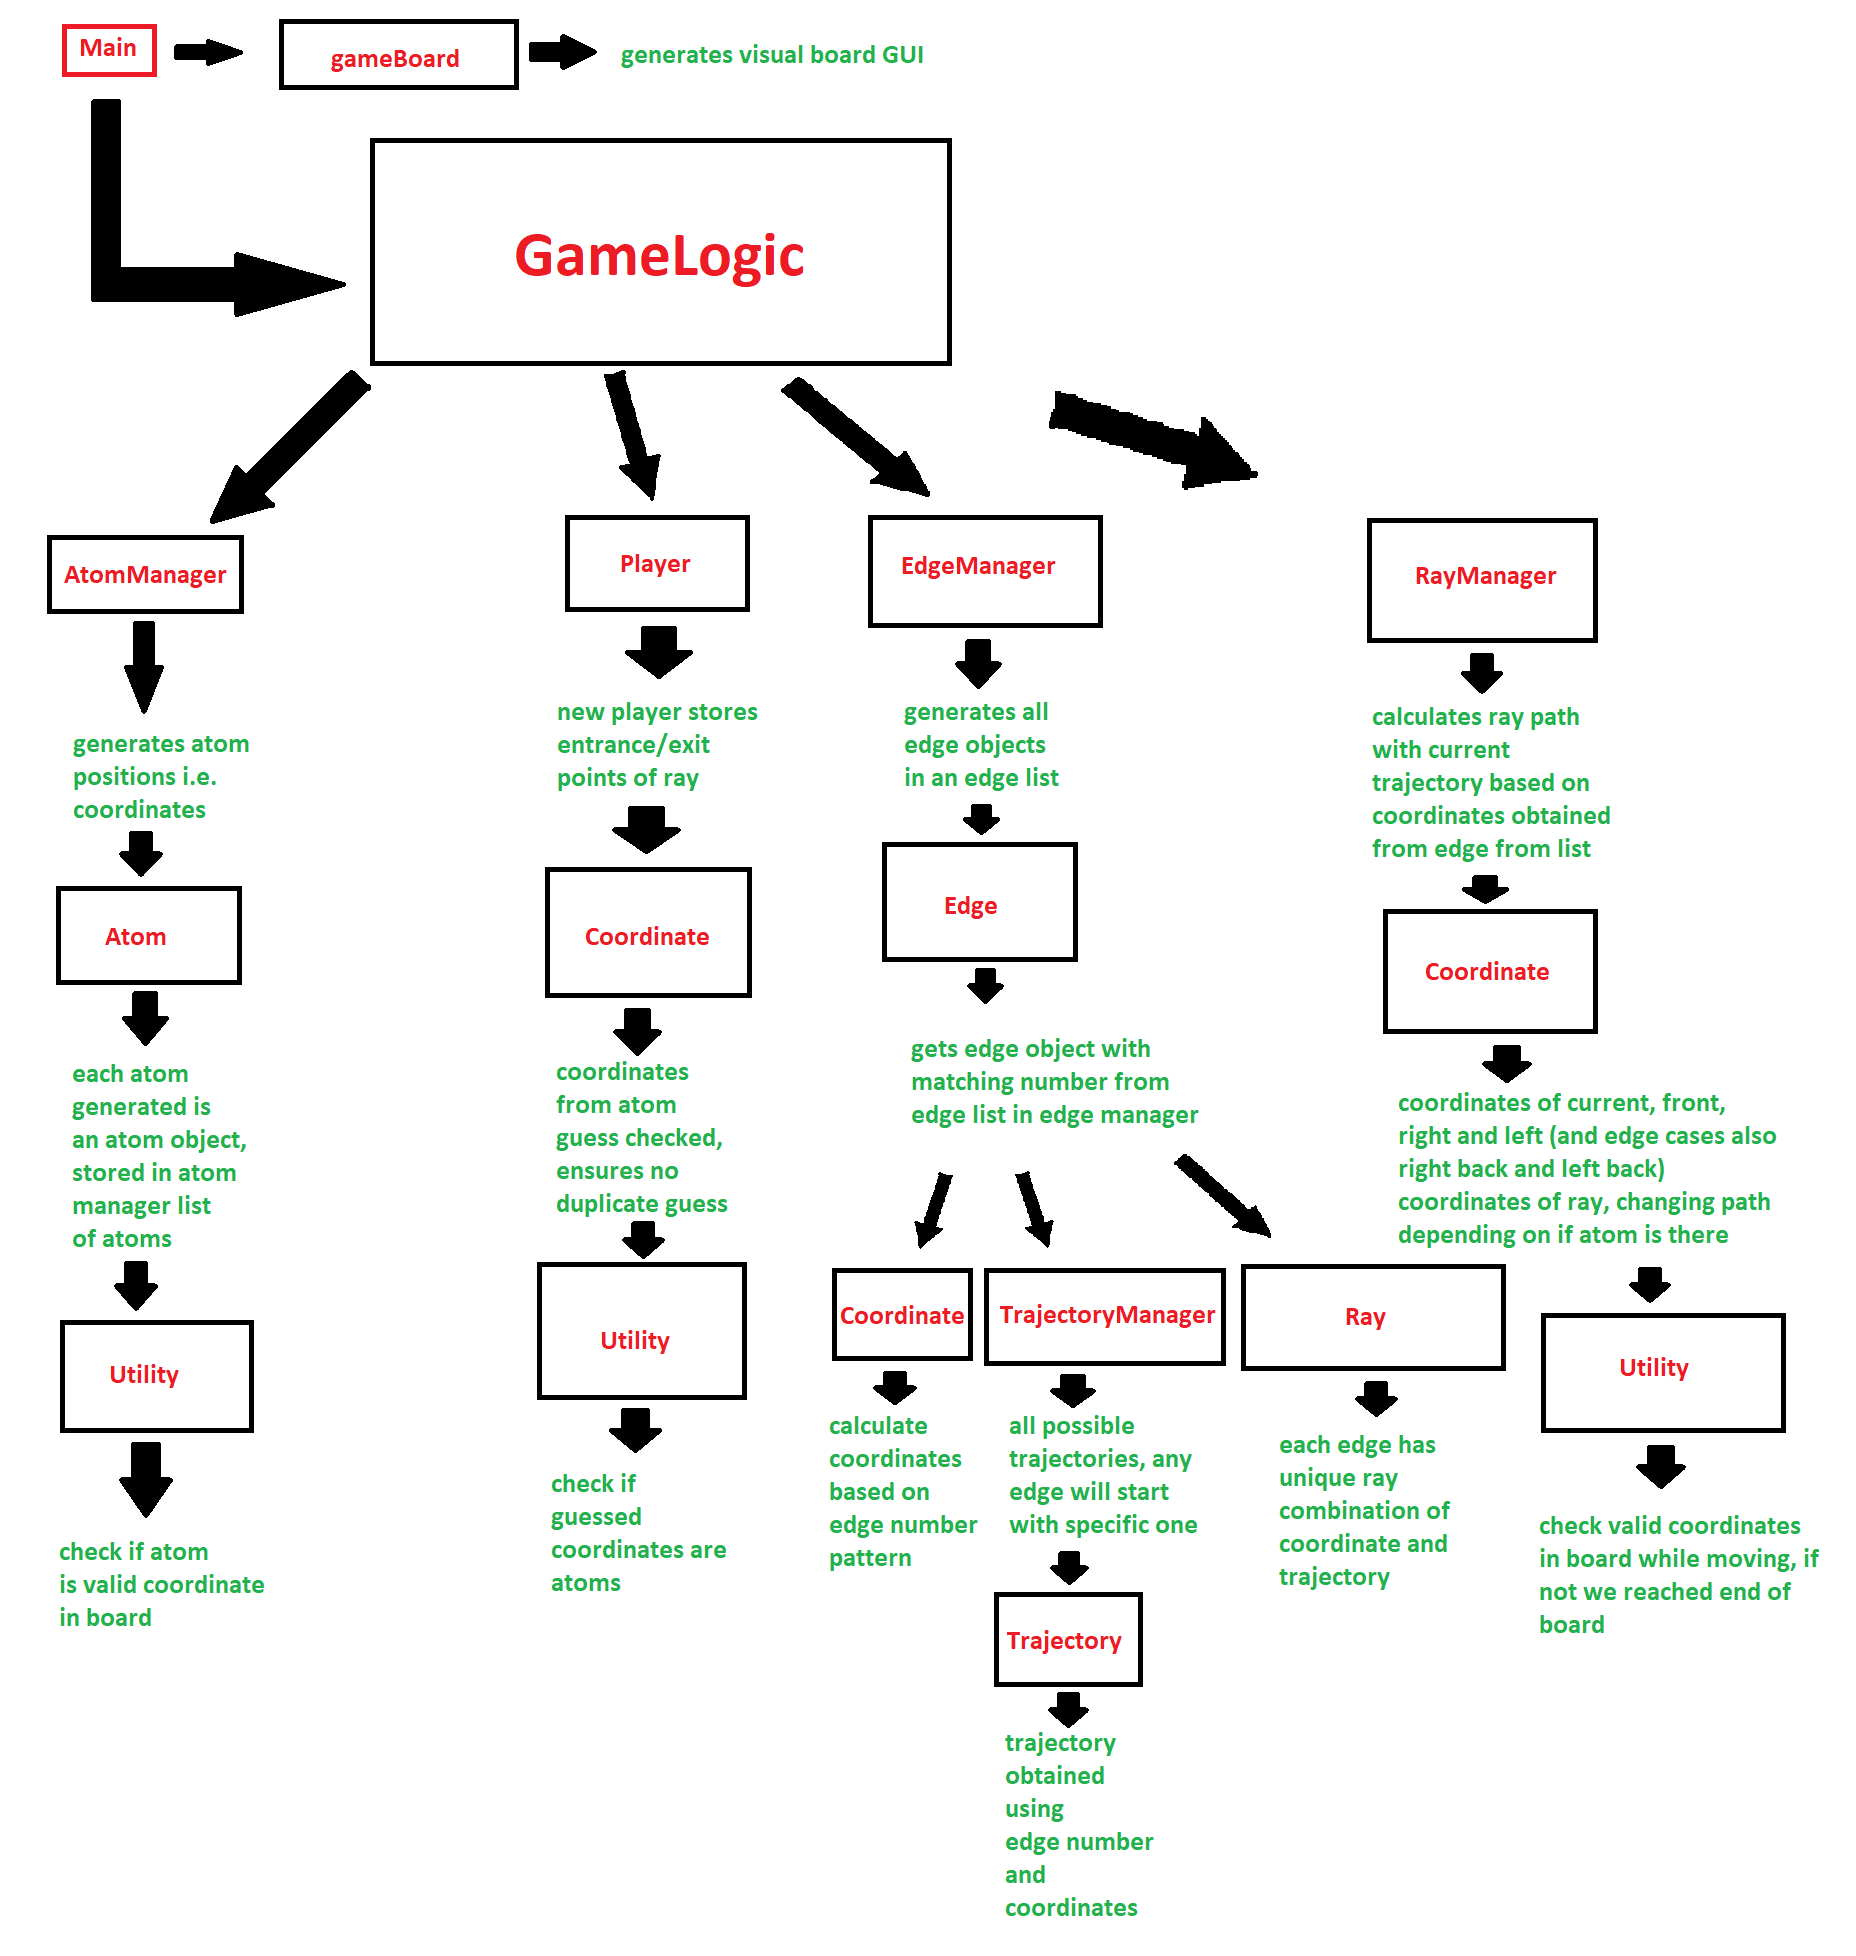 Main
gameBoard
generates visual board GUI
GameLogic
AtomManager
generates atom
positions i.e.
coordinates
Atom
each atom
generated is
an atom object,
stored in atom
manager list
of atoms
Utility
check if atom
is valid coordinate
in board
Player
new player stores
entrance/exit
points of ray
Coordinate
coordinates
from atom
guess checked,
ensures no
duplicate guess
Utility
check if
guessed
coordinates are
atoms
EdgeManager
generates all
edge objects
in an edge list
Edge
gets edge object with
matching number from
edge list in edge manager
Coordinate
calculate
coordinates
based on
edge number
pattern
TrajectoryManager
all possible
trajectories, any
edge will start
with specific one
Trajectory
trajectory
obtained
using
edge number
and
coordinates
Ray
each edge has
unique ray
combination of
coordinate and
trajectory
RayManager
calculates ray path
with current
trajectory based on
coordinates obtained
from edge from list
Coordinate
coordinates of current, front,
right and left (and edge cases also
right back and left back)
coordinates of ray, changing path
depending on if atom is there
Utility
check valid coordinates
in board while moving, if
not we reached end of
board